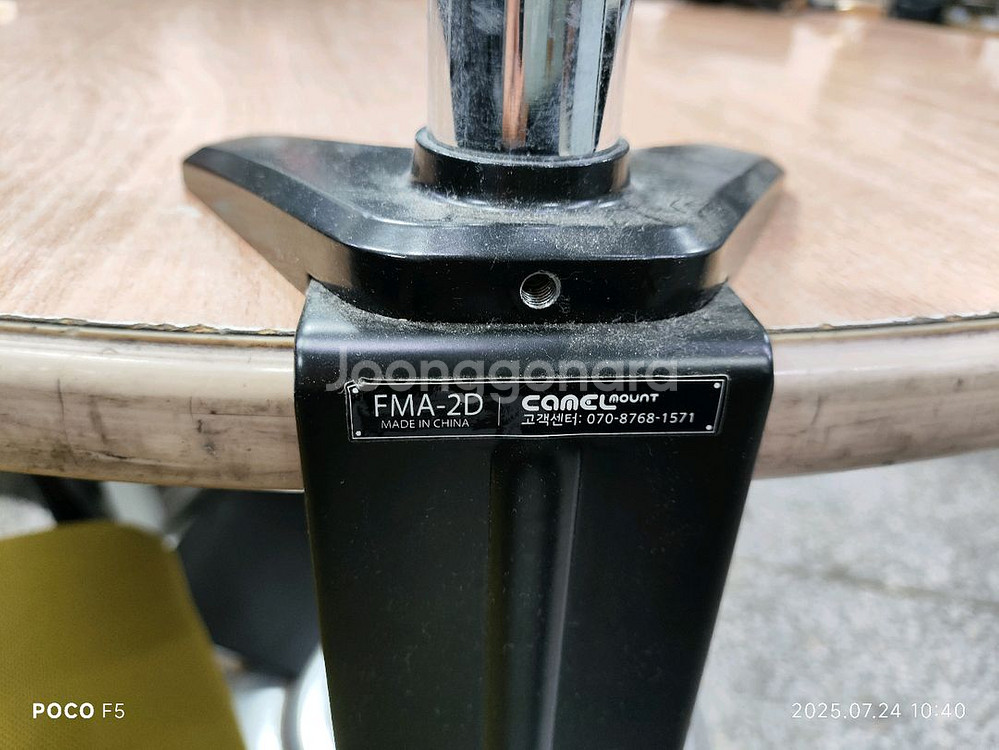 Joonggonara
FMA-2D
MADE IN CHINA
CAMEL MOUNT
고객센터: 070-8768-1571
POCO F5
2025.07.24 10:40